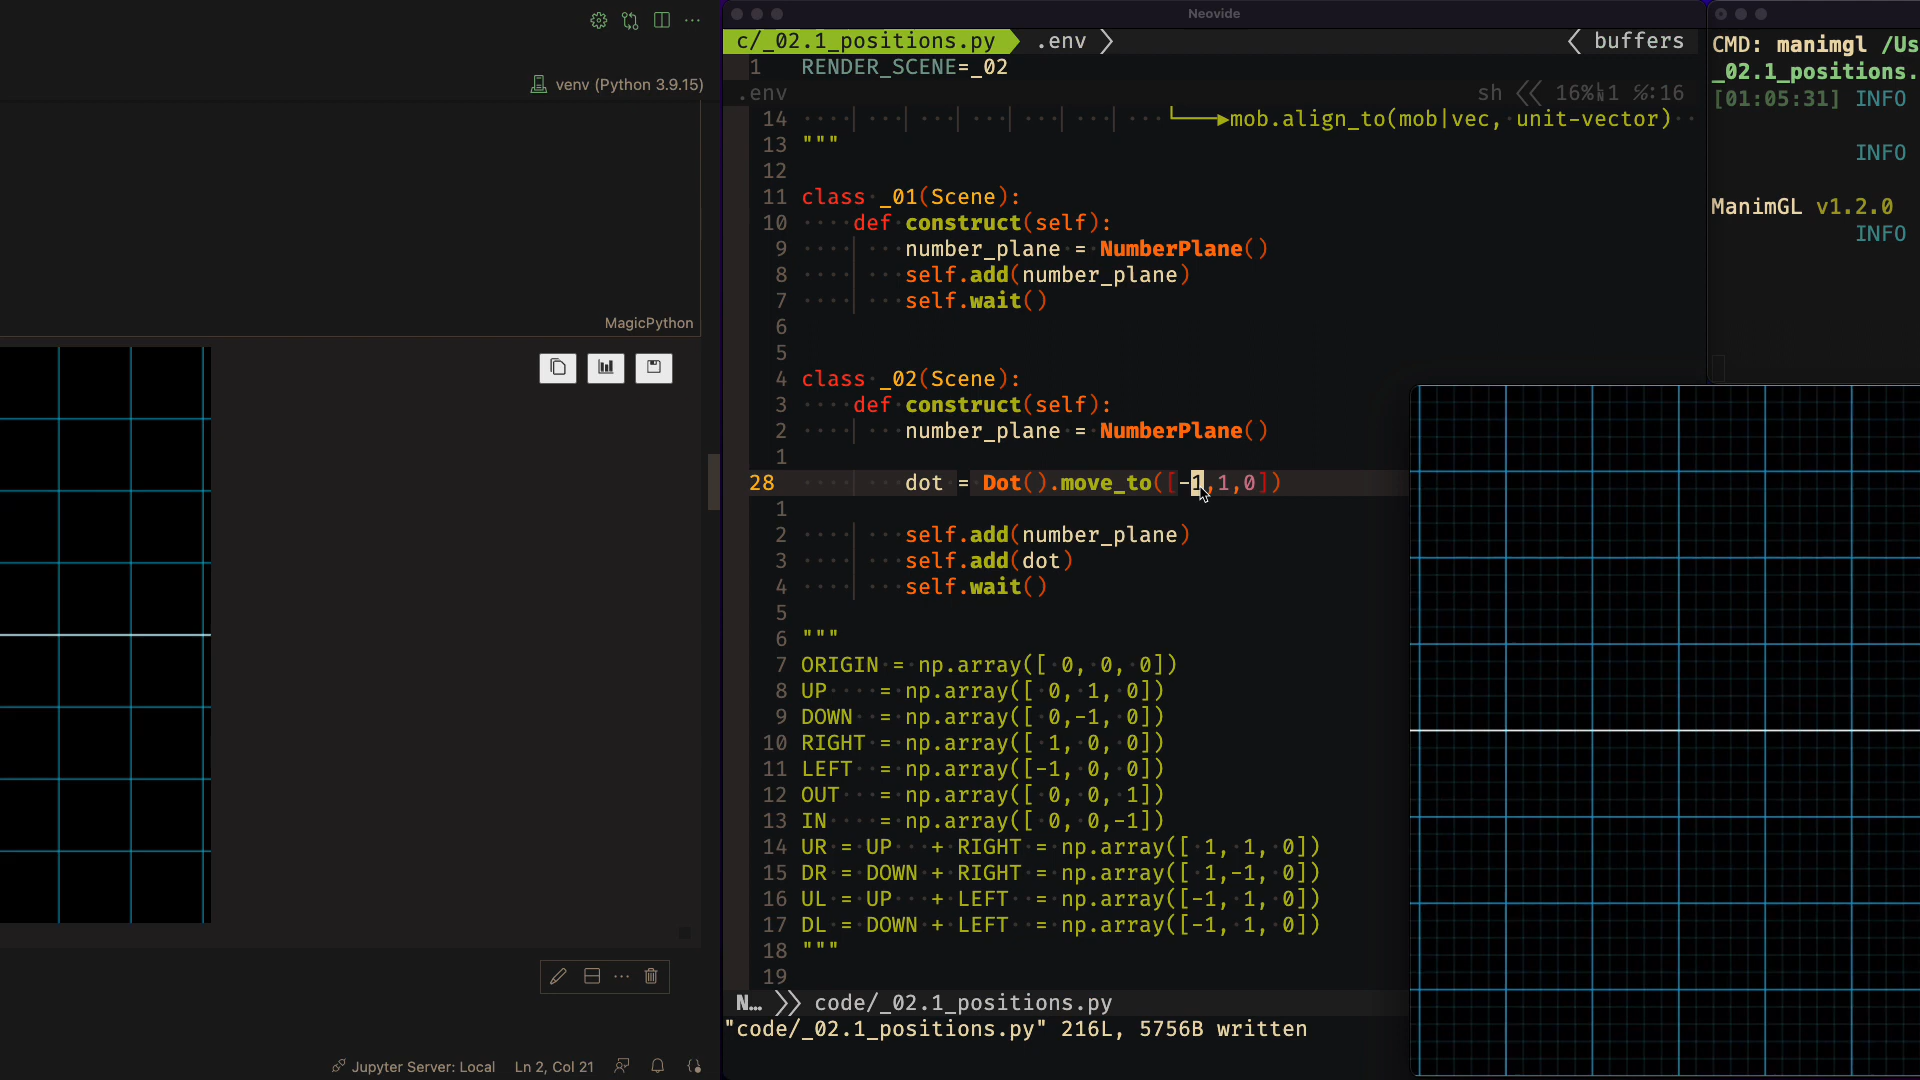 venv (Python 3.9.15)
MagicPython
Jupyter Server: Local
Ln 2, Col 21
Neovide
c/_02.1_positions.py
.env
buffers
1 RENDER_SCENE=_02
.env
sh
16%
1
:16
14 mob.align_to(mob|vec, unit-vector)
13 """
12
11 class _01(Scene):
10 def construct(self):
9 number_plane = NumberPlane()
8 self.add(number_plane)
7 self.wait()
6
5
4 class _02(Scene):
3 def construct(self):
2 number_plane = NumberPlane()
1
28 dot = Dot().move_to([-1,1,0])
1
2 self.add(number_plane)
3 self.add(dot)
4 self.wait()
5
6 """
7 ORIGIN = np.array([ 0, 0, 0])
8 UP = np.array([ 0, 1, 0])
9 DOWN = np.array([ 0,-1, 0])
10 RIGHT = np.array([ 1, 0, 0])
11 LEFT = np.array([-1, 0, 0])
12 OUT = np.array([ 0, 0, 1])
13 IN = np.array([ 0, 0,-1])
14 UR = UP + RIGHT = np.array([ 1, 1, 0])
15 DR = DOWN + RIGHT = np.array([ 1,-1, 0])
16 UL = UP + LEFT = np.array([-1, 1, 0])
17 DL = DOWN + LEFT = np.array([-1, 1, 0])
18 """
19
N… code/_02.1_positions.py
"code/_02.1_positions.py" 216L, 5756B written
CMD: manimgl /Us
_02.1_positions.
[01:05:31] INFO
INFO
ManimGL v1.2.0
INFO